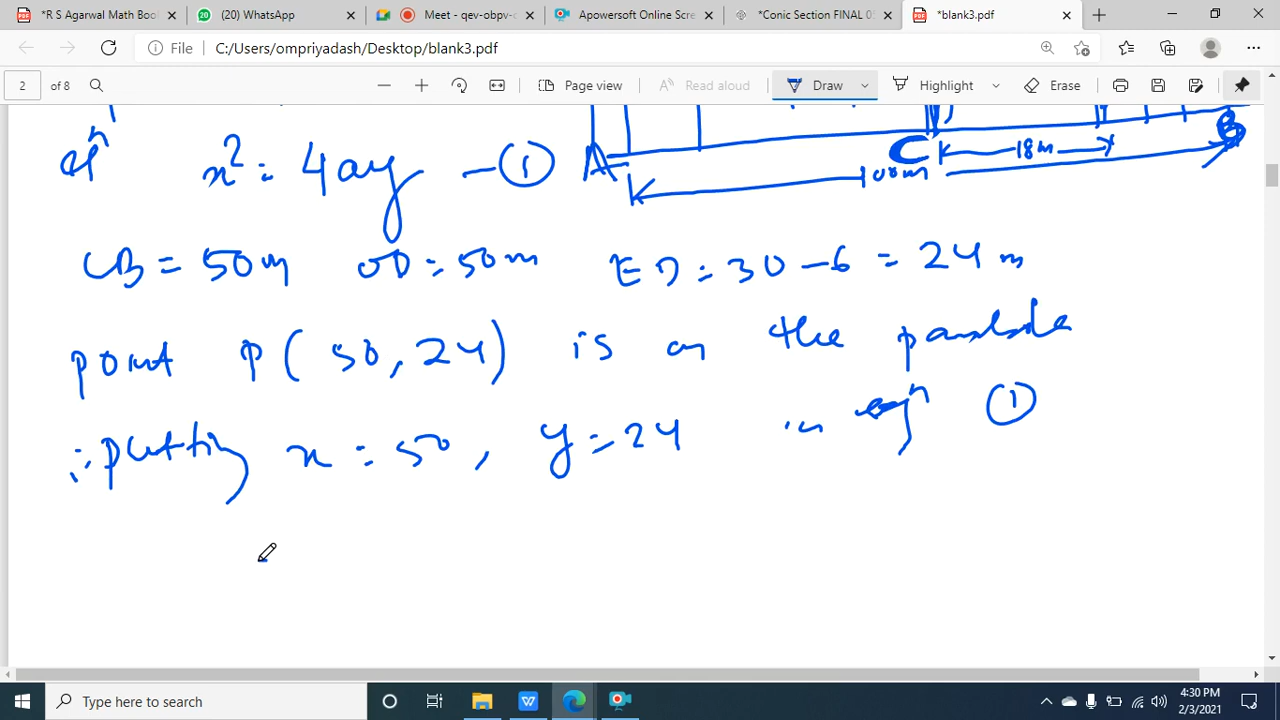 *R S Agarwal Math Boo
(20) WhatsApp
Meet - qev-obpv-c
Apowersoft Online Scre
*Conic Section FINAL 05
*blank3.pdf
File
C:/Users/ompriyadash/Desktop/blank3.pdf
2 of 8
Page view
Read aloud
Draw
Highlight
Erase
x² = 4ay —①
A
C
18m
B
100m
CB = 50m OD = 50m ED = 30 - 6 = 24 m
point P(50, 24) is on the parabola
∴ putting x = 50, y = 24 in eqn ①
Type here to search
4:30 PM
2/3/2021
1